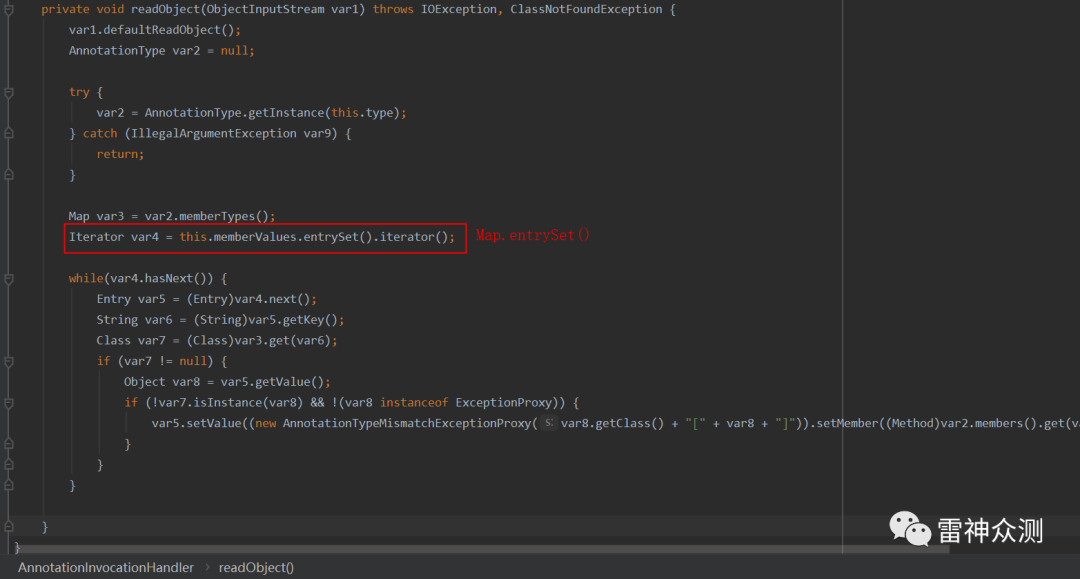 private void readObject(ObjectInputStream var1) throws IOException, ClassNotFoundException {
var1.defaultReadObject();
AnnotationType var2 = null;
try {
var2 = AnnotationType.getInstance(this.type);
} catch (IllegalArgumentException var9) {
return;
}
Map var3 = var2.memberTypes();
Iterator var4 = this.memberValues.entrySet().iterator(); Map.entrySet()
while(var4.hasNext()) {
Entry var5 = (Entry)var4.next();
String var6 = (String)var5.getKey();
Class var7 = (Class)var3.get(var6);
if (var7 != null) {
Object var8 = var5.getValue();
if (!var7.isInstance(var8) && !(var8 instanceof ExceptionProxy)) {
var5.setValue((new AnnotationTypeMismatchExceptionProxy( s: var8.getClass() + "[" + var8 + "]")).setMember((Method)var2.members().get(va
}
}
}
}
}
雷神众测
AnnotationInvocationHandler › readObject()